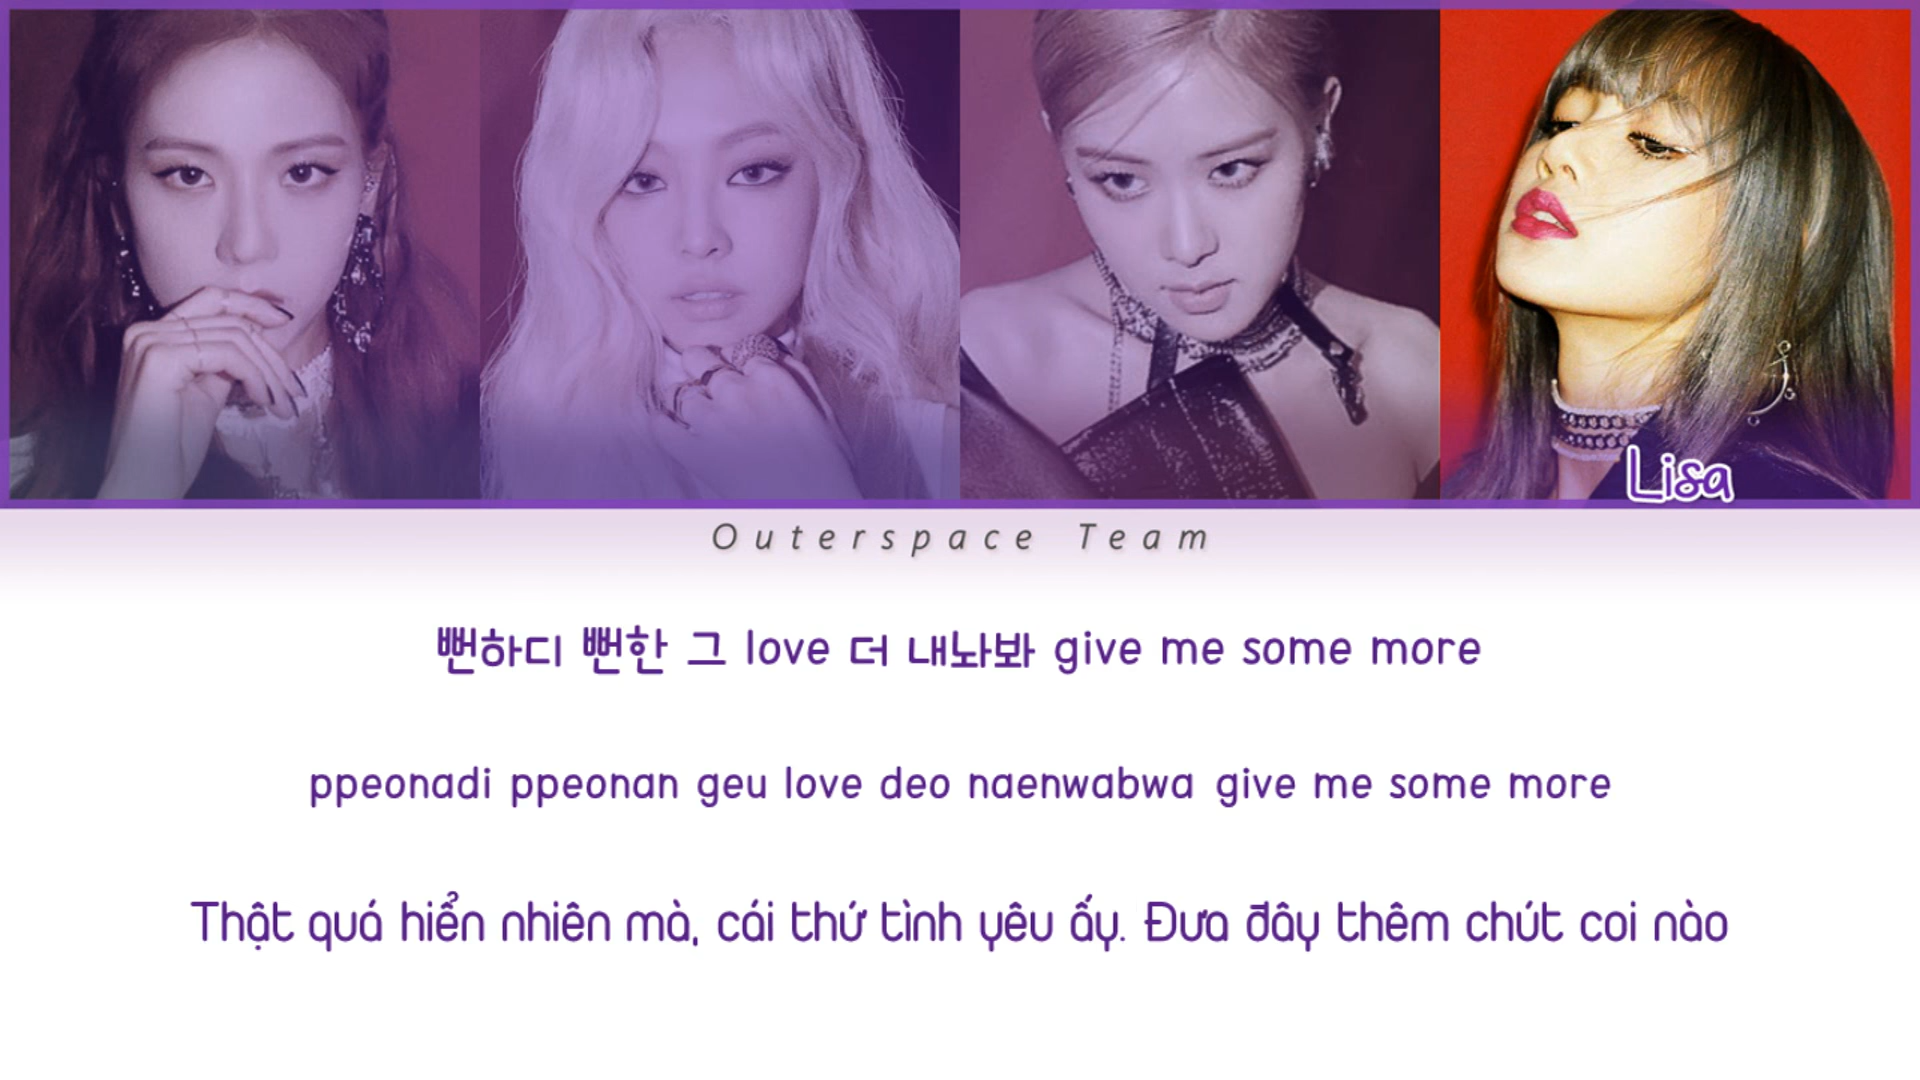 Lisa
Outerspace Team
뻔하디 뻔한 그 love 더 내놔봐 give me some more
ppeonadi ppeonan geu love deo naenwabwa give me some more
Thật quá hiển nhiên mà, cái thứ tình yêu ấy. Đưa đây thêm chút coi nào